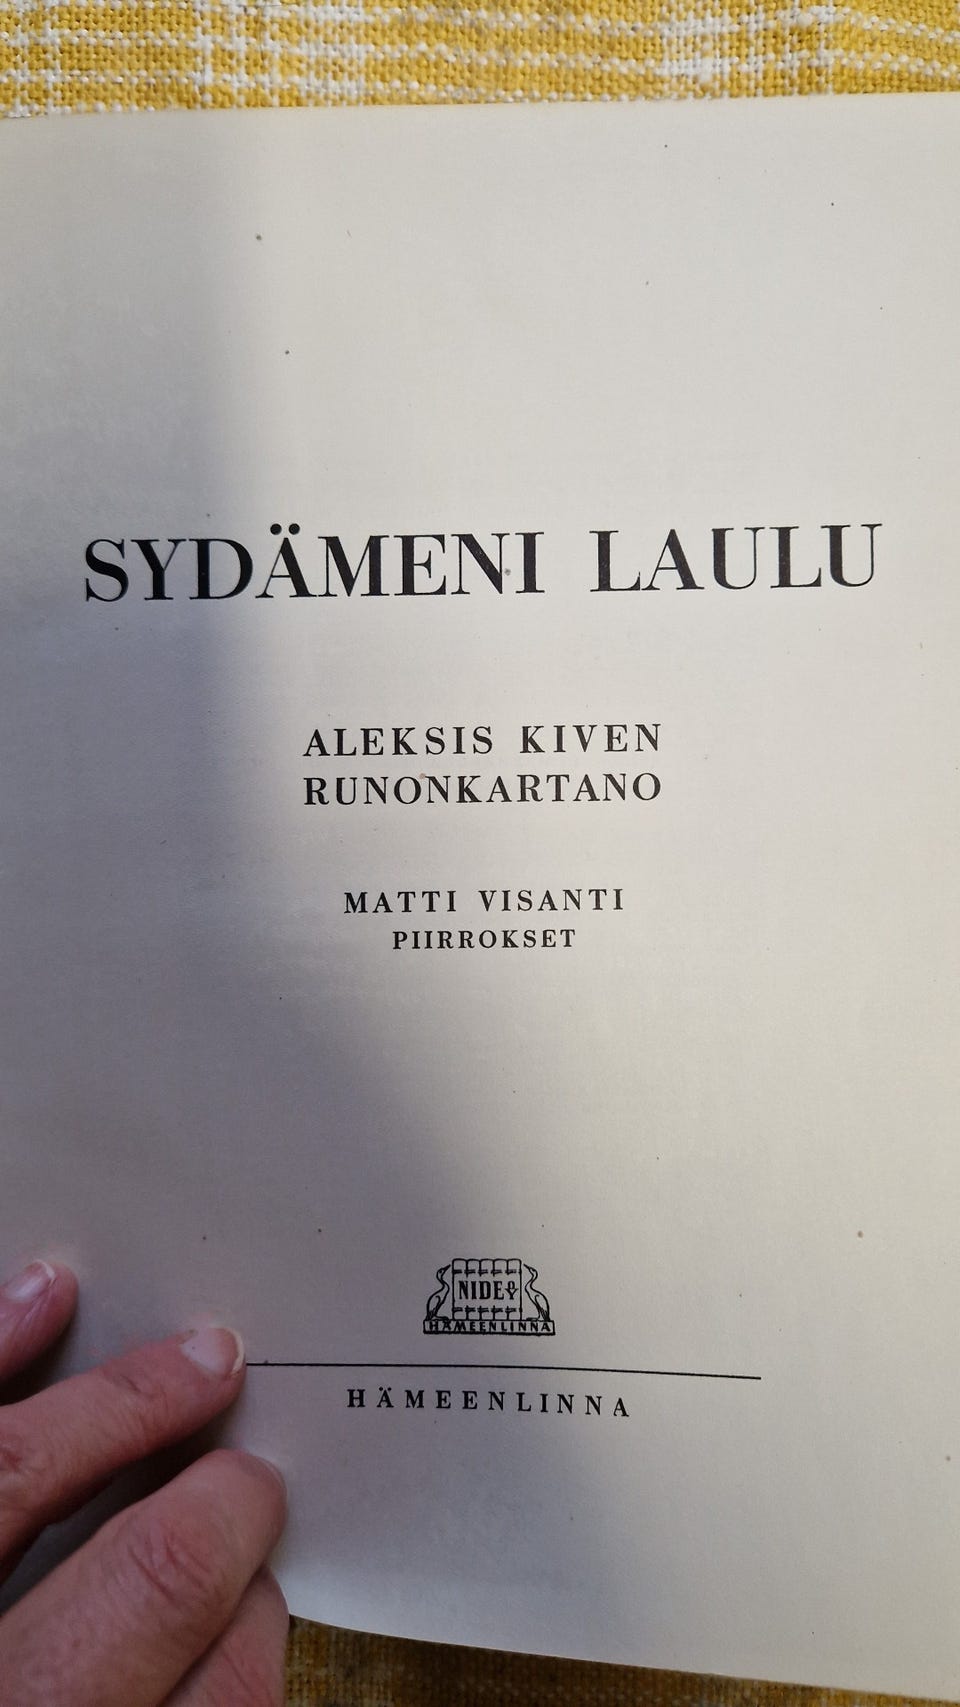 SYDÄMENI LAULU
ALEKSIS KIVEN
RUNONKARTANO
MATTI VISANTI
PIIRROKSET
NIDE
HÄMEENLINNA
HÄMEENLINNA